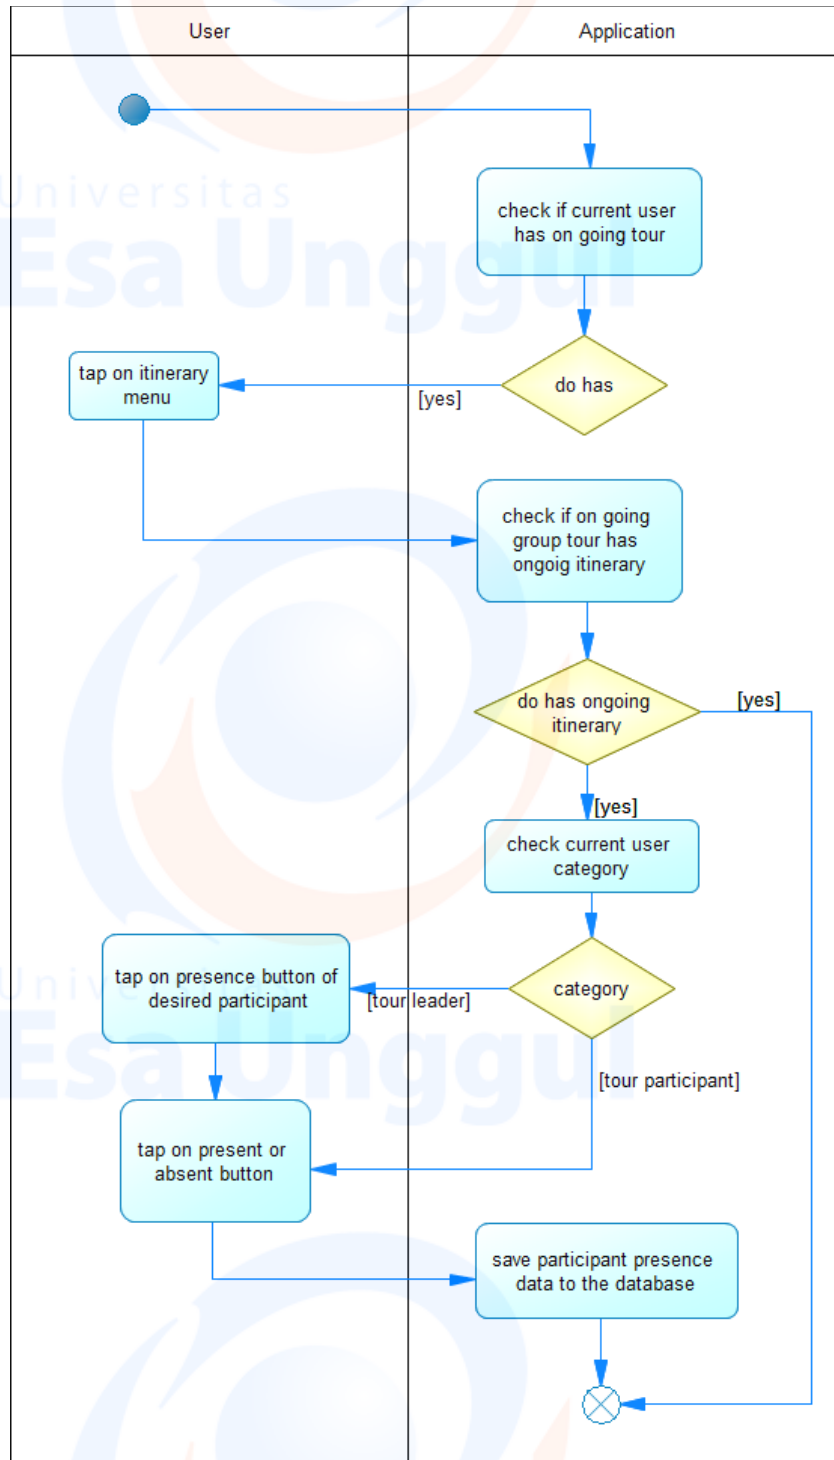 User
Application
Universitas
Esa Unggul
check if current user
has on going tour
do has
tap on itinerary
menu
[yes]
check if on going
group tour has
ongoig itinerary
do has ongoing
itinerary
[yes]
[yes]
check current user
category
category
[tour leader]
tap on presence button of
desired participant
Universitas
Esa Unggul
[tour participant]
tap on present or
absent button
save participant presence
data to the database